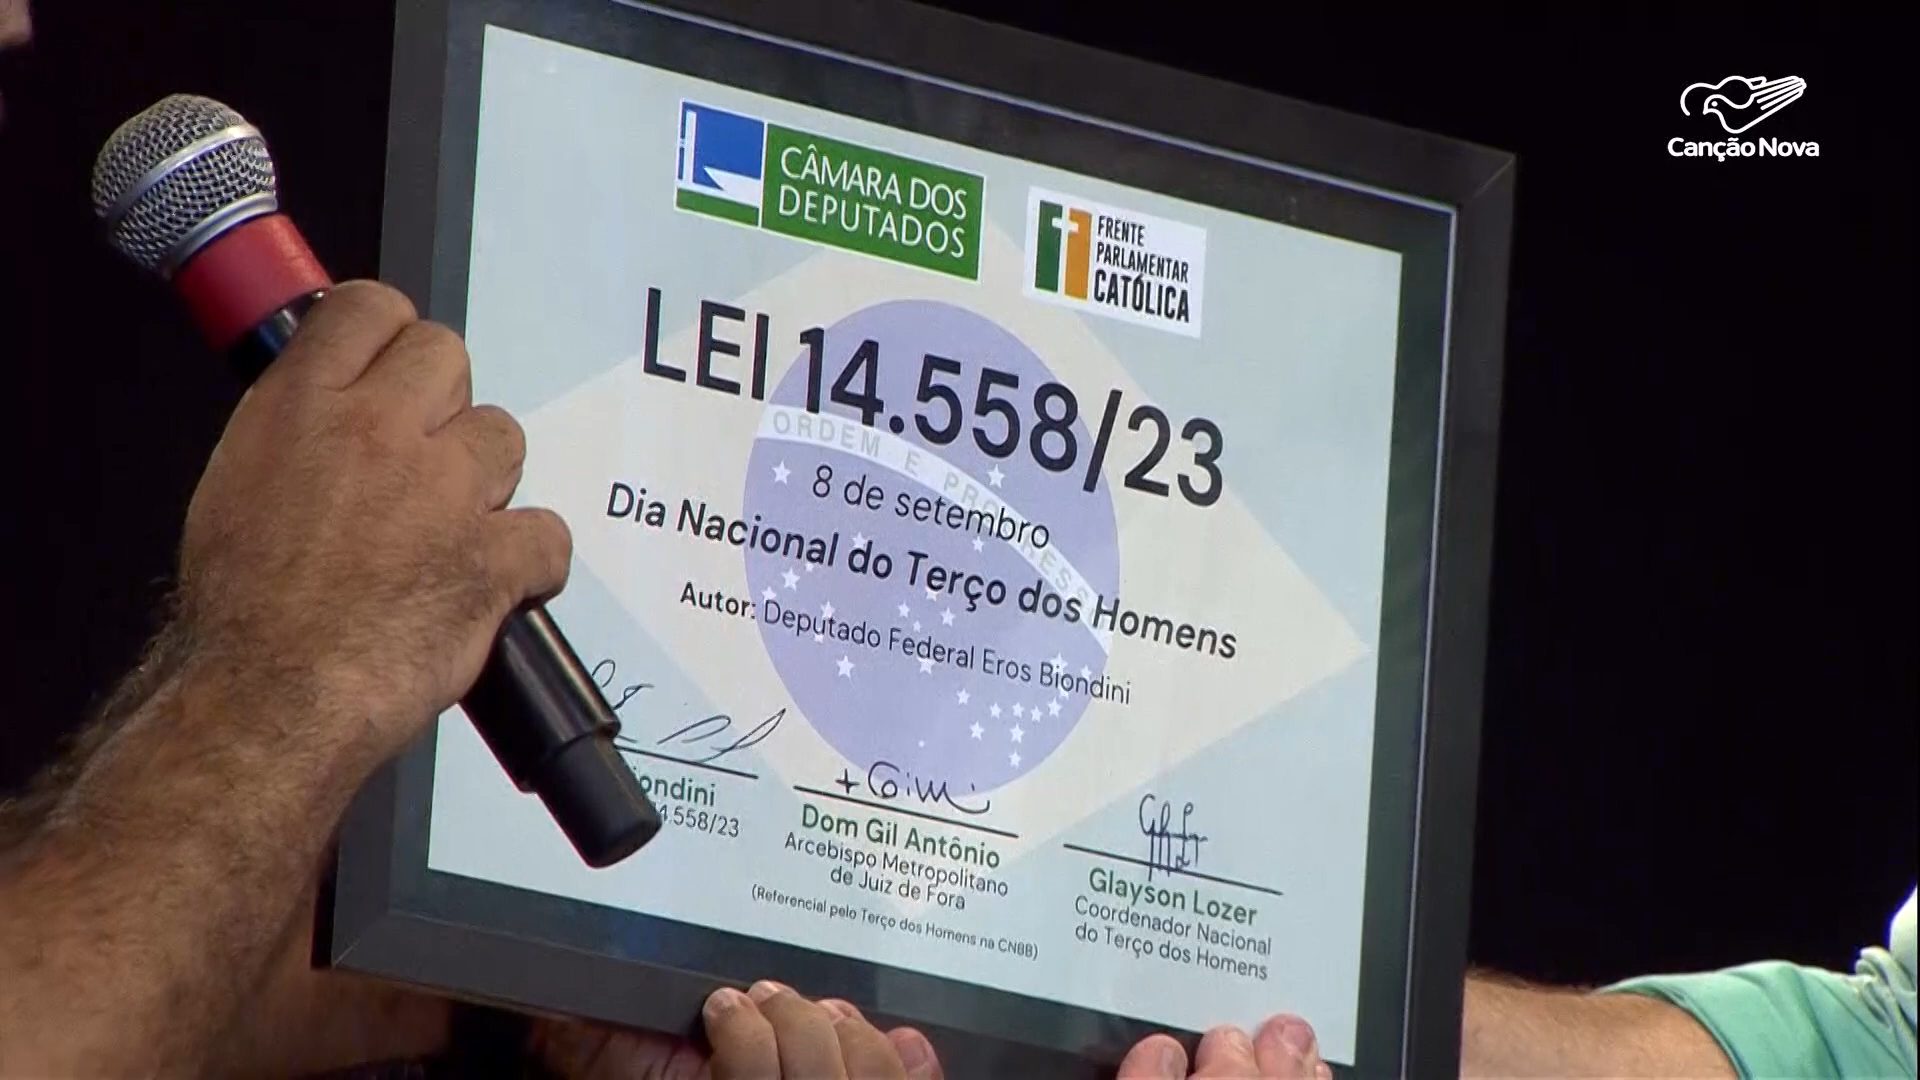 Canção Nova
CÂMARA DOS
DEPUTADOS
FRENTE
PARLAMENTAR
CATÓLICA
LEI 14.558/23
ORDEM E PROGRESSO
8 de setembro
Dia Nacional do Terço dos Homens
Autor: Deputado Federal Eros Biondini
ondini
4.558/23
Dom Gil Antônio
Arcebispo Metropolitano
de Juiz de Fora
(Referencial pelo Terço dos Homens na CNBB)
Glayson Lozer
Coordenador Nacional
do Terço dos Homens